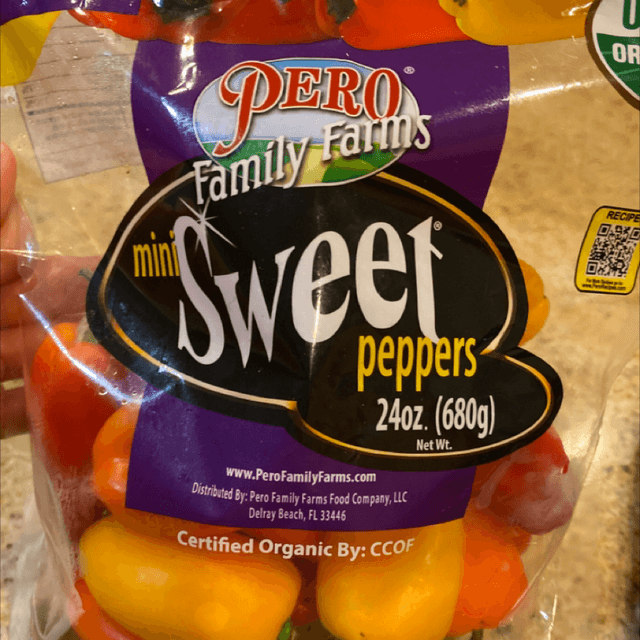 PERO®
Family Farms
mini
Sweet®
peppers
24oz. (680g)
Net Wt.
www.PeroFamilyFarms.com
Distributed By: Pero Family Farms Food Company, LLC
Delray Beach, FL 33446
Certified Organic By: CCOF
OR
RECIPE